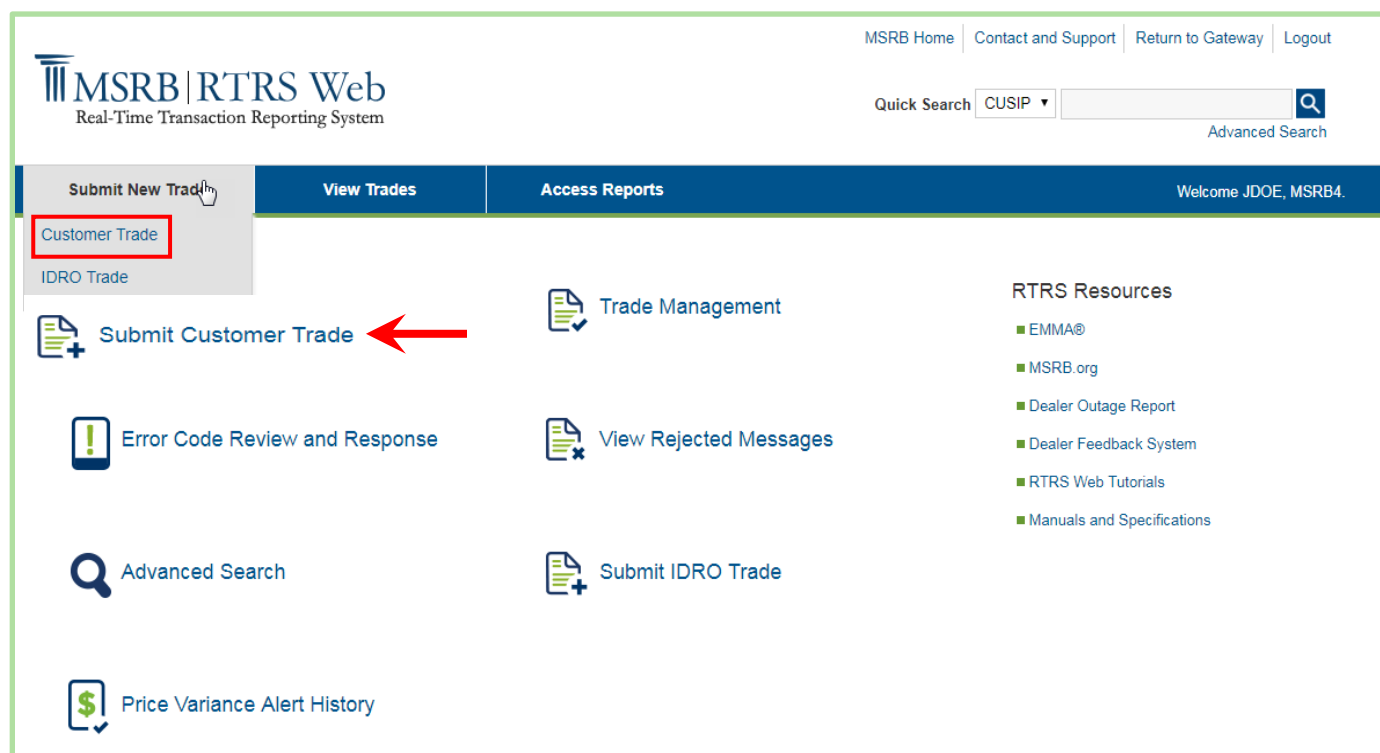 MSRB Home Contact and Support Return to Gateway Logout
MSRB|RTRS Web
Real-Time Transaction Reporting System
Quick Search CUSIP
Advanced Search
Submit New Trade View Trades Access Reports Welcome JDOE, MSRB4.
Customer Trade
IDRO Trade
Submit Customer Trade
Trade Management
Error Code Review and Response
View Rejected Messages
Advanced Search
Submit IDRO Trade
Price Variance Alert History
RTRS Resources
EMMA®
MSRB.org
Dealer Outage Report
Dealer Feedback System
RTRS Web Tutorials
Manuals and Specifications